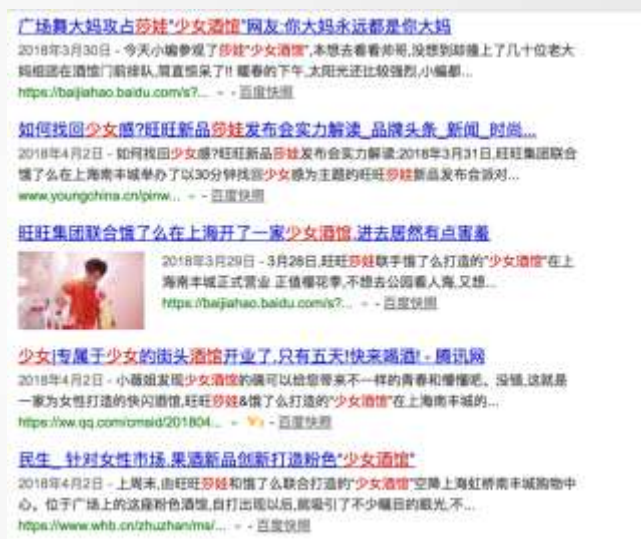 广场舞大妈攻占莎娃"少女酒馆"网友:你大妈永远都是你大妈
2018年3月30日 - 今天小编参观了莎娃"少女酒馆",本想去看看帅哥,没想到碰撞上了几十位老大
妈组团在酒馆门前排队,简直惊呆了!! 暖春的下午,太阳光还比较强烈,小编都...
https://baijiahao.baidu.com/s?... - 百度快照
如何找回少女感?旺旺新品莎娃发布会实力解读_品牌头条_新闻_时尚...
2018年4月2日 - 如何找回少女感?旺旺新品莎娃发布会实力解读:2018年3月31日,旺旺集团联合
饿了么在上海南丰城举办了以30分钟找回少女感为主题的旺旺莎娃新品发布会派对...
www.youngchina.cn/pinw... - 百度快照
旺旺集团联合饿了么在上海开了一家少女酒馆,进去居然有点害羞
2018年3月29日 - 3月28日,旺旺莎娃联手饿了么打造的"少女酒馆"在上
海南丰城正式营业 正值樱花季,不想去公园看人海,又想...
https://baijiahao.baidu.com/s?... - 百度快照
少女|专属于少女的街头酒馆开业了,只有五天!快来喝酒! - 腾讯网
2018年4月2日 - 小薇姐发现少女酒馆的确可以给您带来不一样的青春和懵懂吧。没错,这就是
一家为女性打造的快闪酒馆,旺旺莎娃&饿了么打造的"少女酒馆"在上海南丰城的...
https://xw.qq.com/cmsid/201804... - 百度快照
民生_ 针对女性市场,果酒新品创新打造粉色"少女酒馆"
2018年4月2日 - 上周末,由旺旺莎娃和饿了么联合打造的"少女酒馆"空降上海虹桥南丰城购物中
心。位于广场上的这座粉色酒馆,自打出现以后,就吸引了不少瞩目的眼光,不...
https://www.whb.cn/zhuzhan/ms/... - 百度快照